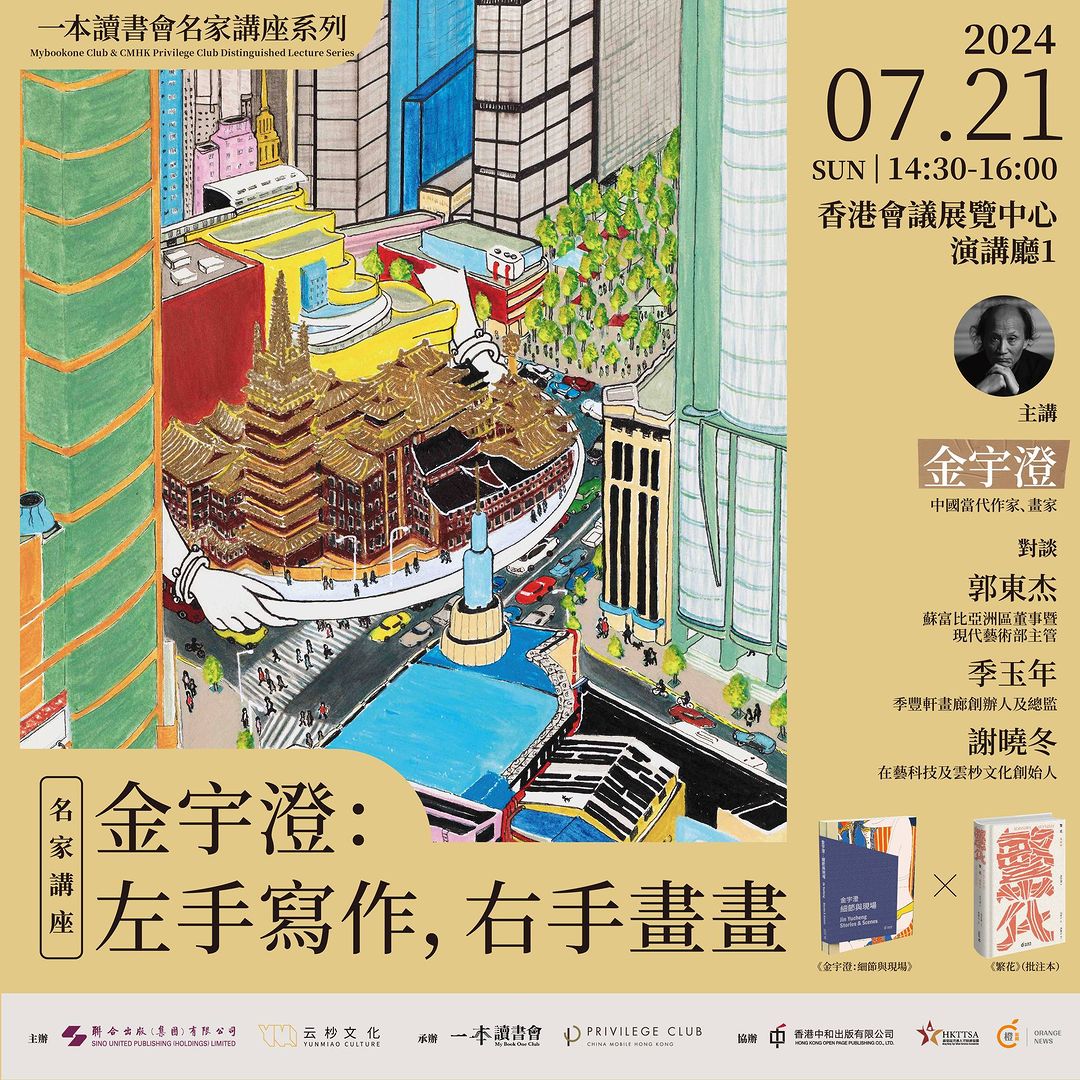 一本讀書會名家講座系列
Mybookone Club & CMHK Privilege Club Distinguished Lecture Series
2024
07.21
SUN | 14:30-16:00
香港會議展覽中心
演講廳1
主講
金宇澄
中國當代作家、畫家
對談
郭東杰
蘇富比亞洲區董事暨
現代藝術部主管
季玉年
季豐軒畫廊創辦人及總監
謝曉冬
在藝科技及雲杪文化創始人
名家講座
金宇澄：
左手寫作, 右手畫畫
金宇澄
細節與現場
Jin Yucheng
Stories & Scenes
×
繁花
《金宇澄：細節與現場》
《繁花》（批注本）
主辦
聯合出版（集團）有限公司
SINO UNITED PUBLISHING (HOLDINGS) LIMITED
云杪文化
YUNMIAO CULTURE
承辦
一本讀書會
My Book One Club
PRIVILEGE CLUB
CHINA MOBILE HONG KONG
協辦
香港中和出版有限公司
HONG KONG OPEN PAGE PUBLISHING CO., LTD.
HKTTSA
橙
ORANGE
NEWS